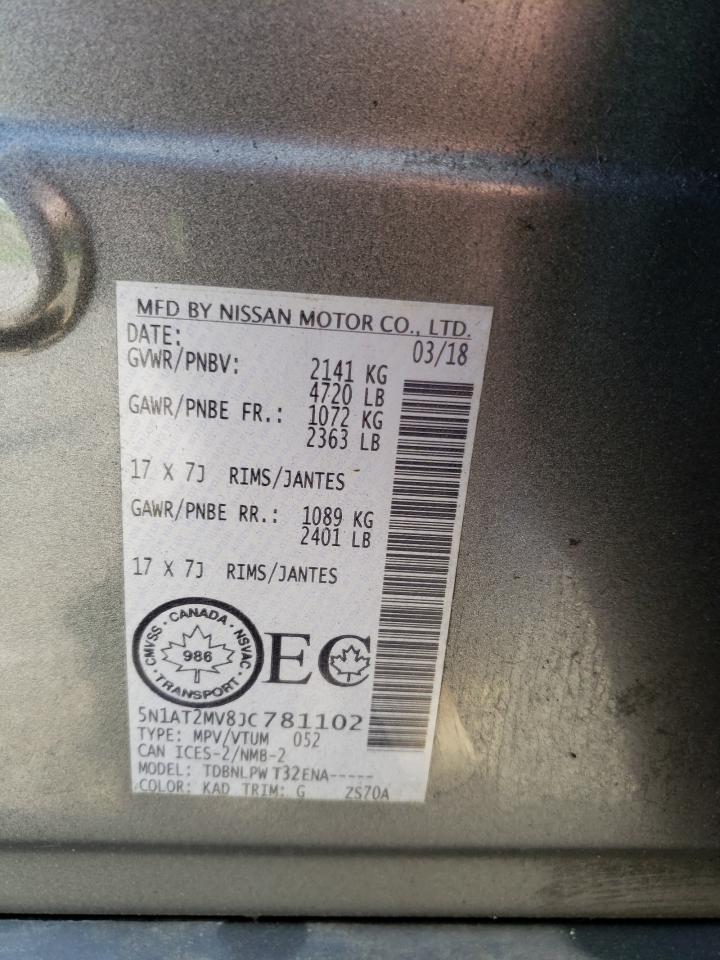 MFD BY NISSAN MOTOR CO., LTD.
DATE: 03/18
GVWR/PNBV: 2141 KG
4720 LB
GAWR/PNBE FR.: 1072 KG
2363 LB
17 X 7J RIMS/JANTES
GAWR/PNBE RR.: 1089 KG
2401 LB
17 X 7J RIMS/JANTES
CANADA · NSVAC · TRANSPORT · CMVSS ·
986
EC
5N1AT2MV8JC781102
TYPE: MPV/VTUM 052
CAN ICES-2/NMB-2
MODEL: TDBNLPW T32ENA-----
COLOR: KAD TRIM: G ZS70A